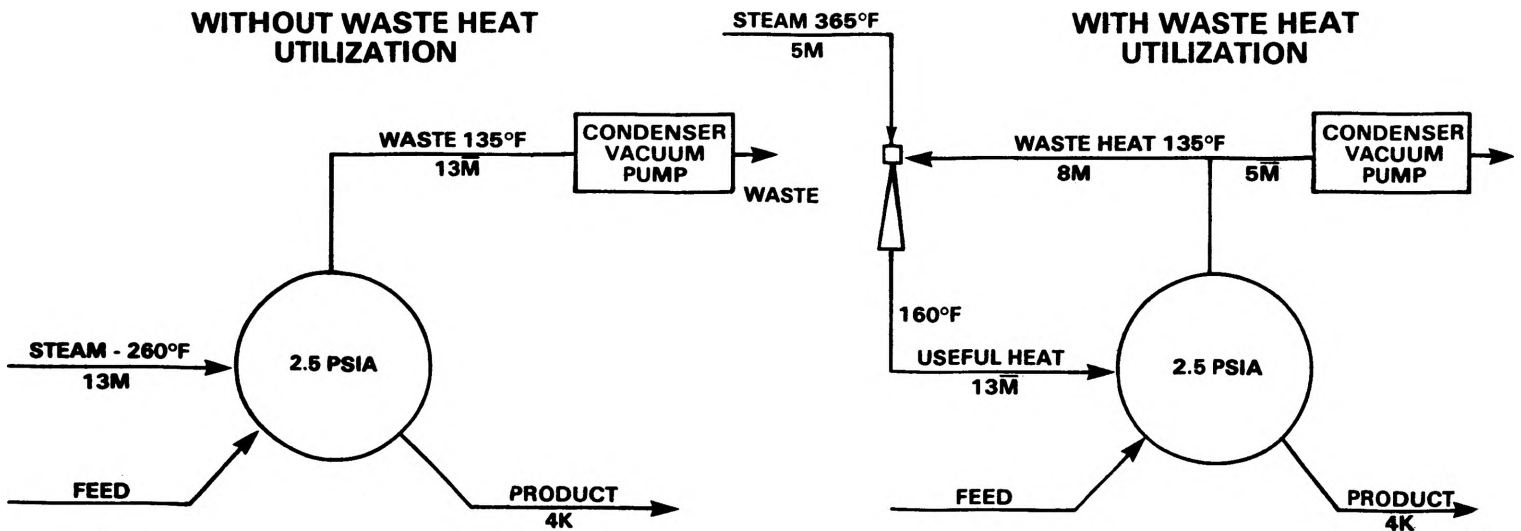 WITHOUT WASTE HEAT
UTILIZATION
WASTE 135°F
13M̅
CONDENSER
VACUUM
PUMP
WASTE
STEAM - 260°F
13M
2.5 PSIA
FEED
PRODUCT
4K
STEAM 365°F
5M
WITH WASTE HEAT
UTILIZATION
WASTE HEAT 135°F
8M
5M̅
CONDENSER
VACUUM
PUMP
160°F
USEFUL HEAT
13M̅
2.5 PSIA
FEED
PRODUCT
4K